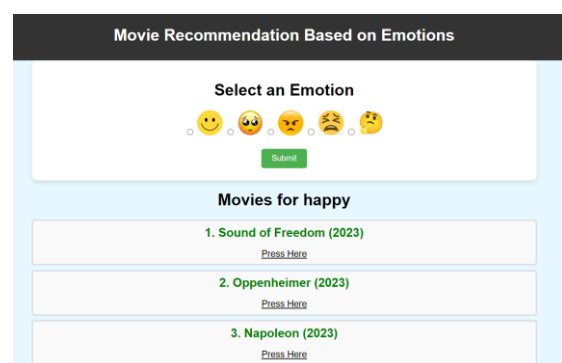 Movie Recommendation Based on Emotions
Select an Emotion
Submit
Movies for happy
1. Sound of Freedom (2023)
Press Here
2. Oppenheimer (2023)
Press Here
3. Napoleon (2023)
Press Here